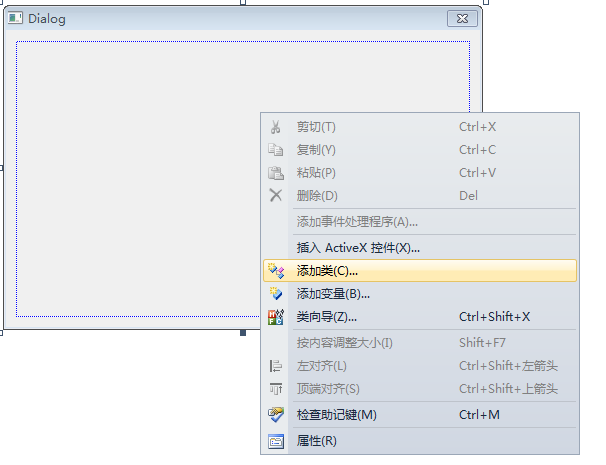 Dialog
剪切(T) Ctrl+X
复制(Y) Ctrl+C
粘贴(P) Ctrl+V
删除(D) Del
添加事件处理程序(A)...
插入 ActiveX 控件(X)...
添加类(C)...
添加变量(B)...
类向导(Z)... Ctrl+Shift+X
按内容调整大小(I) Shift+F7
左对齐(L) Ctrl+Shift+左箭头
顶端对齐(S) Ctrl+Shift+上箭头
检查助记键(M) Ctrl+M
属性(R)